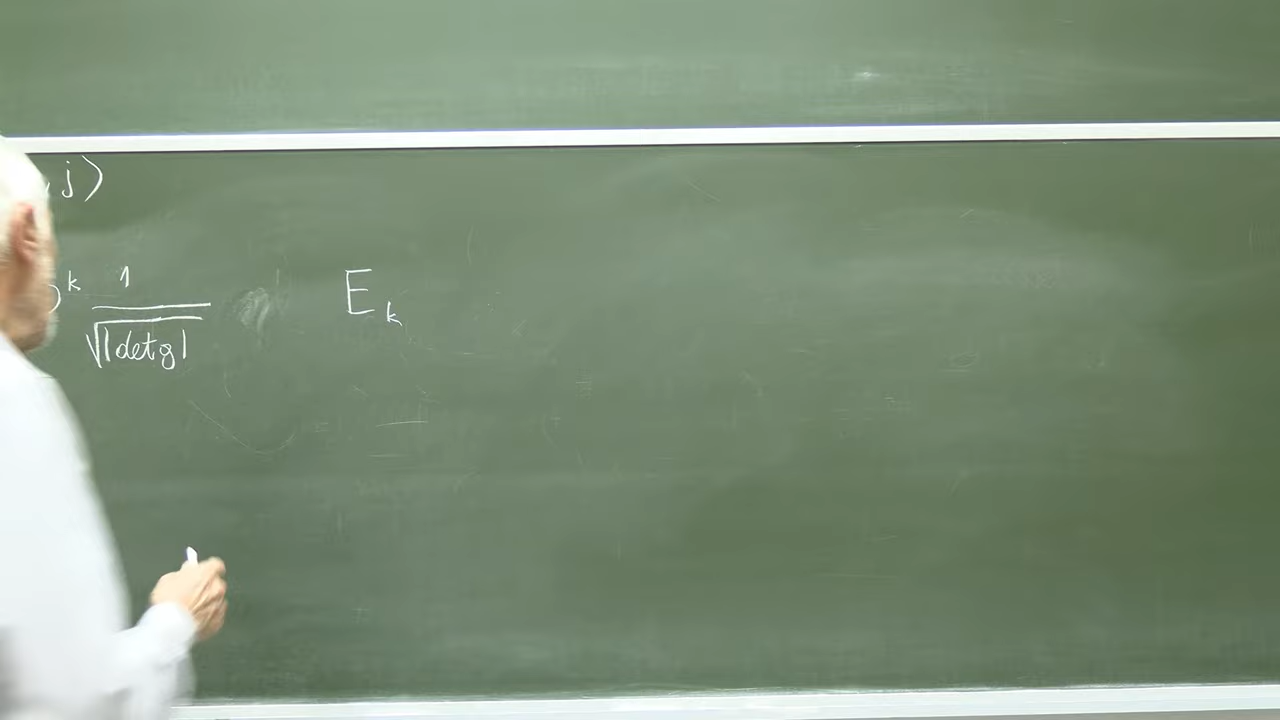 , j)
)^k 1/√|det g| E_k